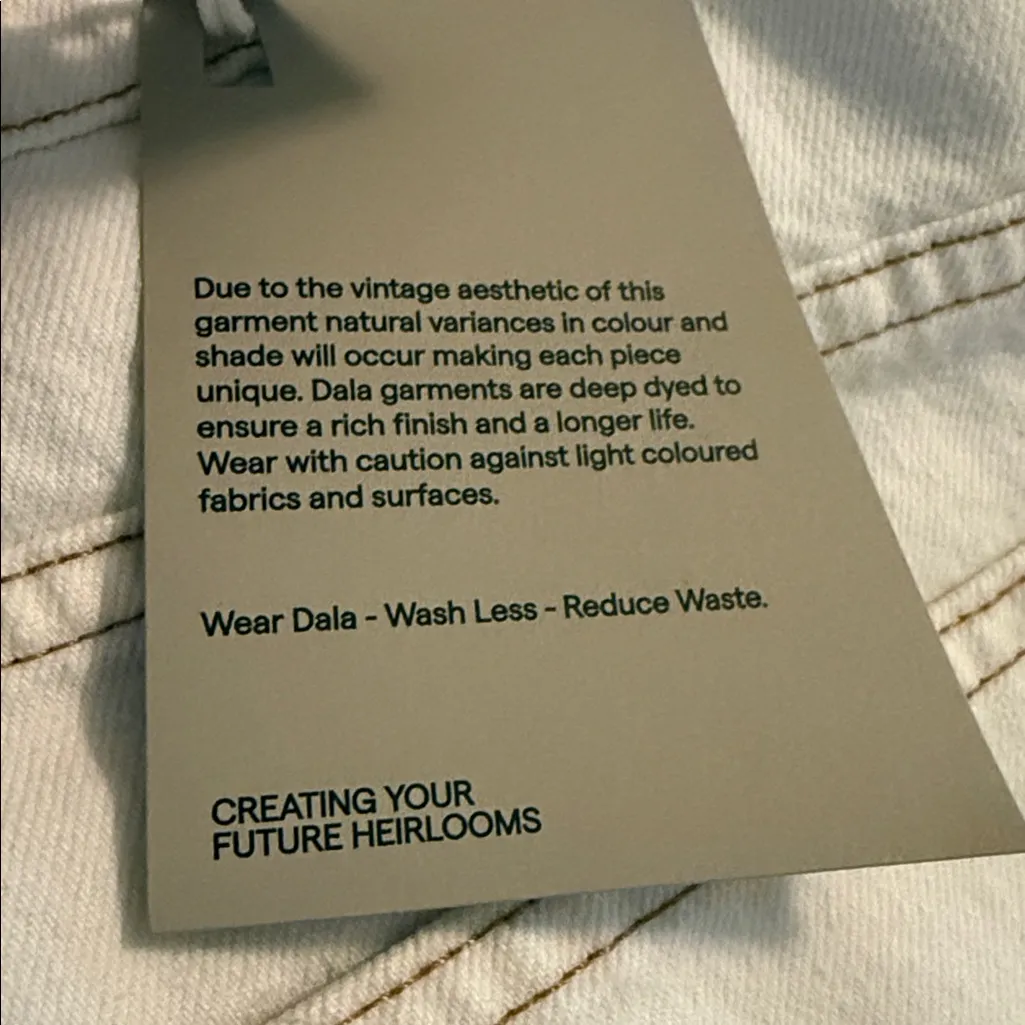 Due to the vintage aesthetic of this
garment natural variances in colour and
shade will occur making each piece
unique. Dala garments are deep dyed to
ensure a rich finish and a longer life.
Wear with caution against light coloured
fabrics and surfaces.
Wear Dala - Wash Less - Reduce Waste.
CREATING YOUR
FUTURE HEIRLOOMS